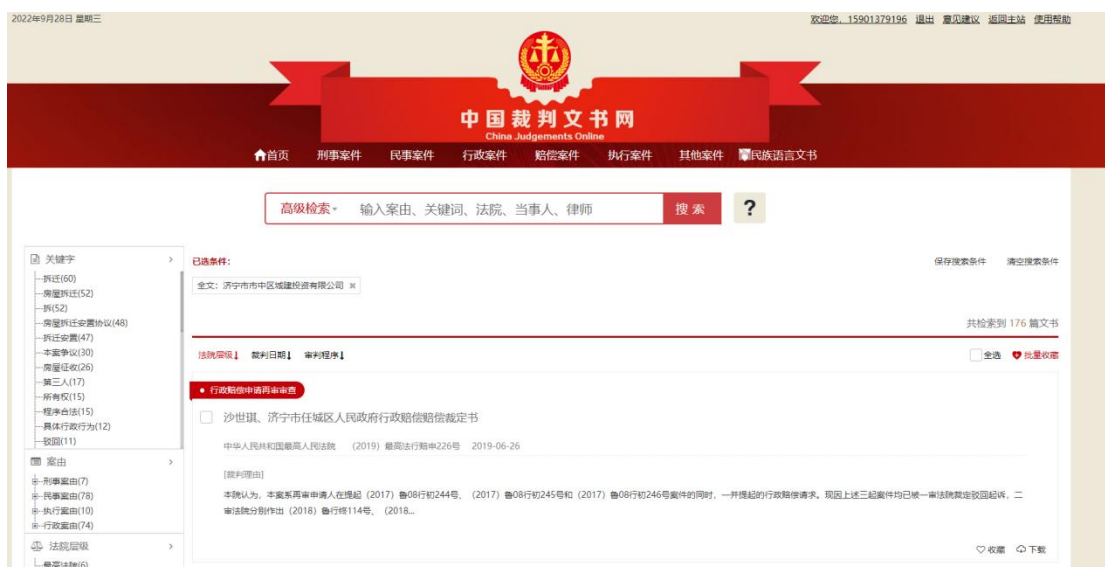 2022年9月28日 星期三
欢迎您，15901379196 退出 意见建议 返回主站 使用帮助
中国裁判文书网
China Judgements Online
首页 刑事案件 民事案件 行政案件 赔偿案件 执行案件 其他案件 民族语言文书
高级检索 输入案由、关键词、法院、当事人、律师 搜索 ?
关键字
拆迁(60)
房屋拆迁(52)
拆(52)
房屋拆迁安置协议(48)
拆迁安置(47)
本案争议(30)
房屋征收(26)
第三人(17)
所有权(15)
程序合法(15)
具体行政行为(12)
驳回(11)
案由
刑事案由(7)
民事案由(78)
执行案由(10)
行政案由(74)
法院层级
最高法院(6)
已选条件：
保存搜索条件 清空搜索条件
全文：济宁市市中区城建投资有限公司
共检索到 176 篇文书
法院层级 裁判日期 审判程序
全选 批量收藏
行政赔偿申请再审审查
沙世琪、济宁市任城区人民政府行政赔偿赔偿裁定书
中华人民共和国最高人民法院 （2019）最高法行赔申226号 2019-06-26
[裁判理由]
本院认为，本案系再审申请人在提起（2017）鲁08行初244号、（2017）鲁08行初245号和（2017）鲁08行初246号案件的同时，一并提起的行政赔偿请求。现因上述三起案件均已被一审法院裁定驳回起诉，二
审法院分别作出（2018）鲁行终114号、（2018...
收藏 下载